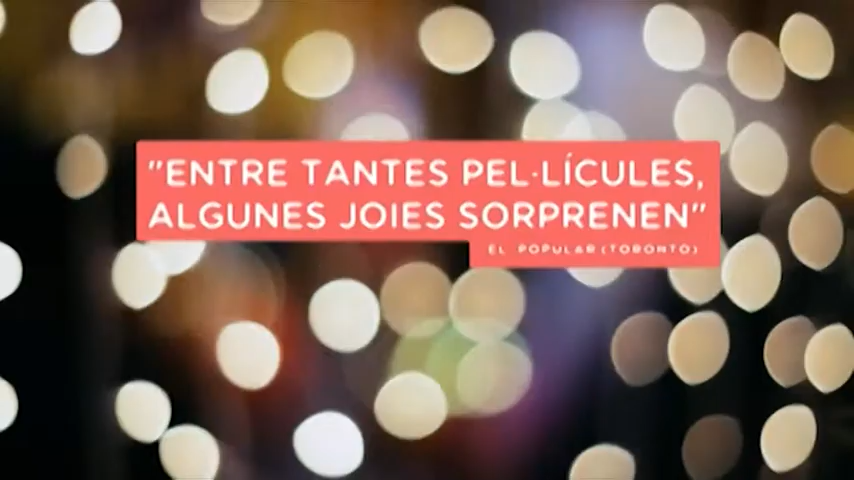 "ENTRE TANTES PEL·LÍCULES,
ALGUNES JOIES SORPRENEN"
EL POPULAR (TORONTO)